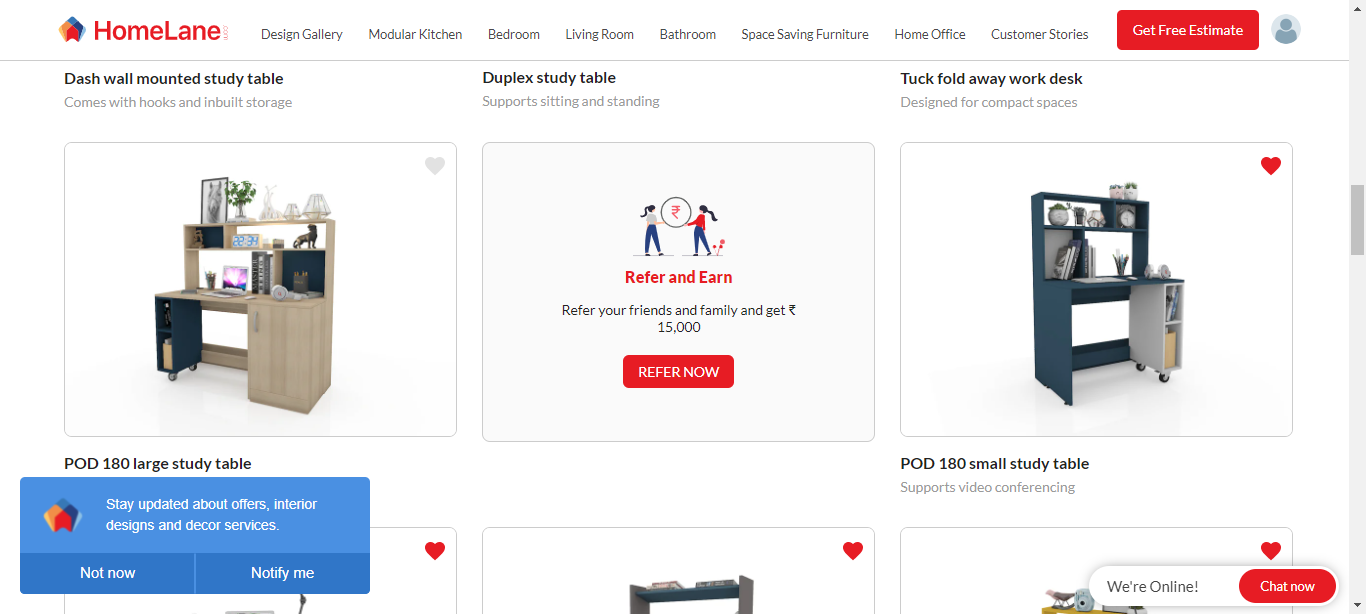 HomeLane
Design Gallery
Modular Kitchen
Bedroom
Living Room
Bathroom
Space Saving Furniture
Home Office
Customer Stories
Get Free Estimate
Dash wall mounted study table
Comes with hooks and inbuilt storage
Duplex study table
Supports sitting and standing
Tuck fold away work desk
Designed for compact spaces
₹
Refer and Earn
Refer your friends and family and get ₹
15,000
REFER NOW
POD 180 large study table
POD 180 small study table
Supports video conferencing
Stay updated about offers, interior
designs and decor services.
Not now
Notify me
We're Online!
Chat now